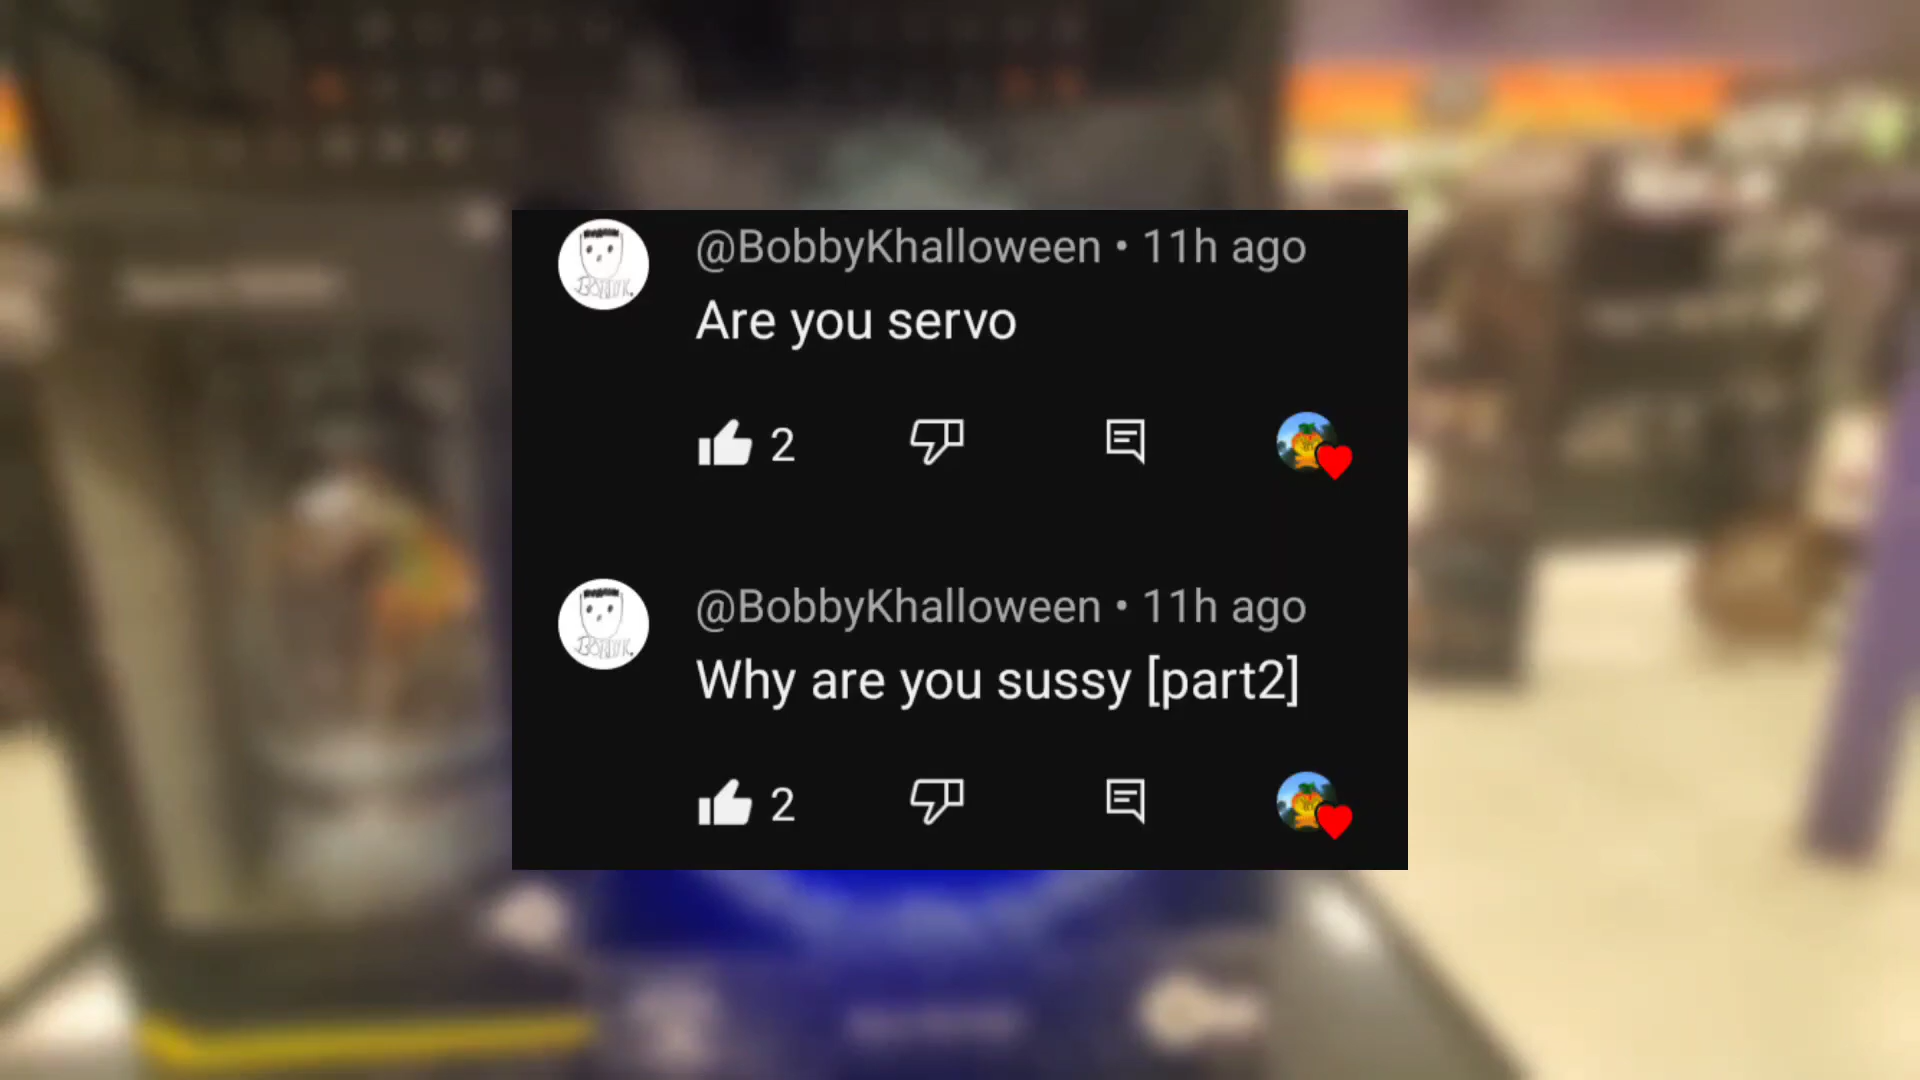 @BobbyKhalloween • 11h ago
Are you servo
2
@BobbyKhalloween • 11h ago
Why are you sussy [part2]
2